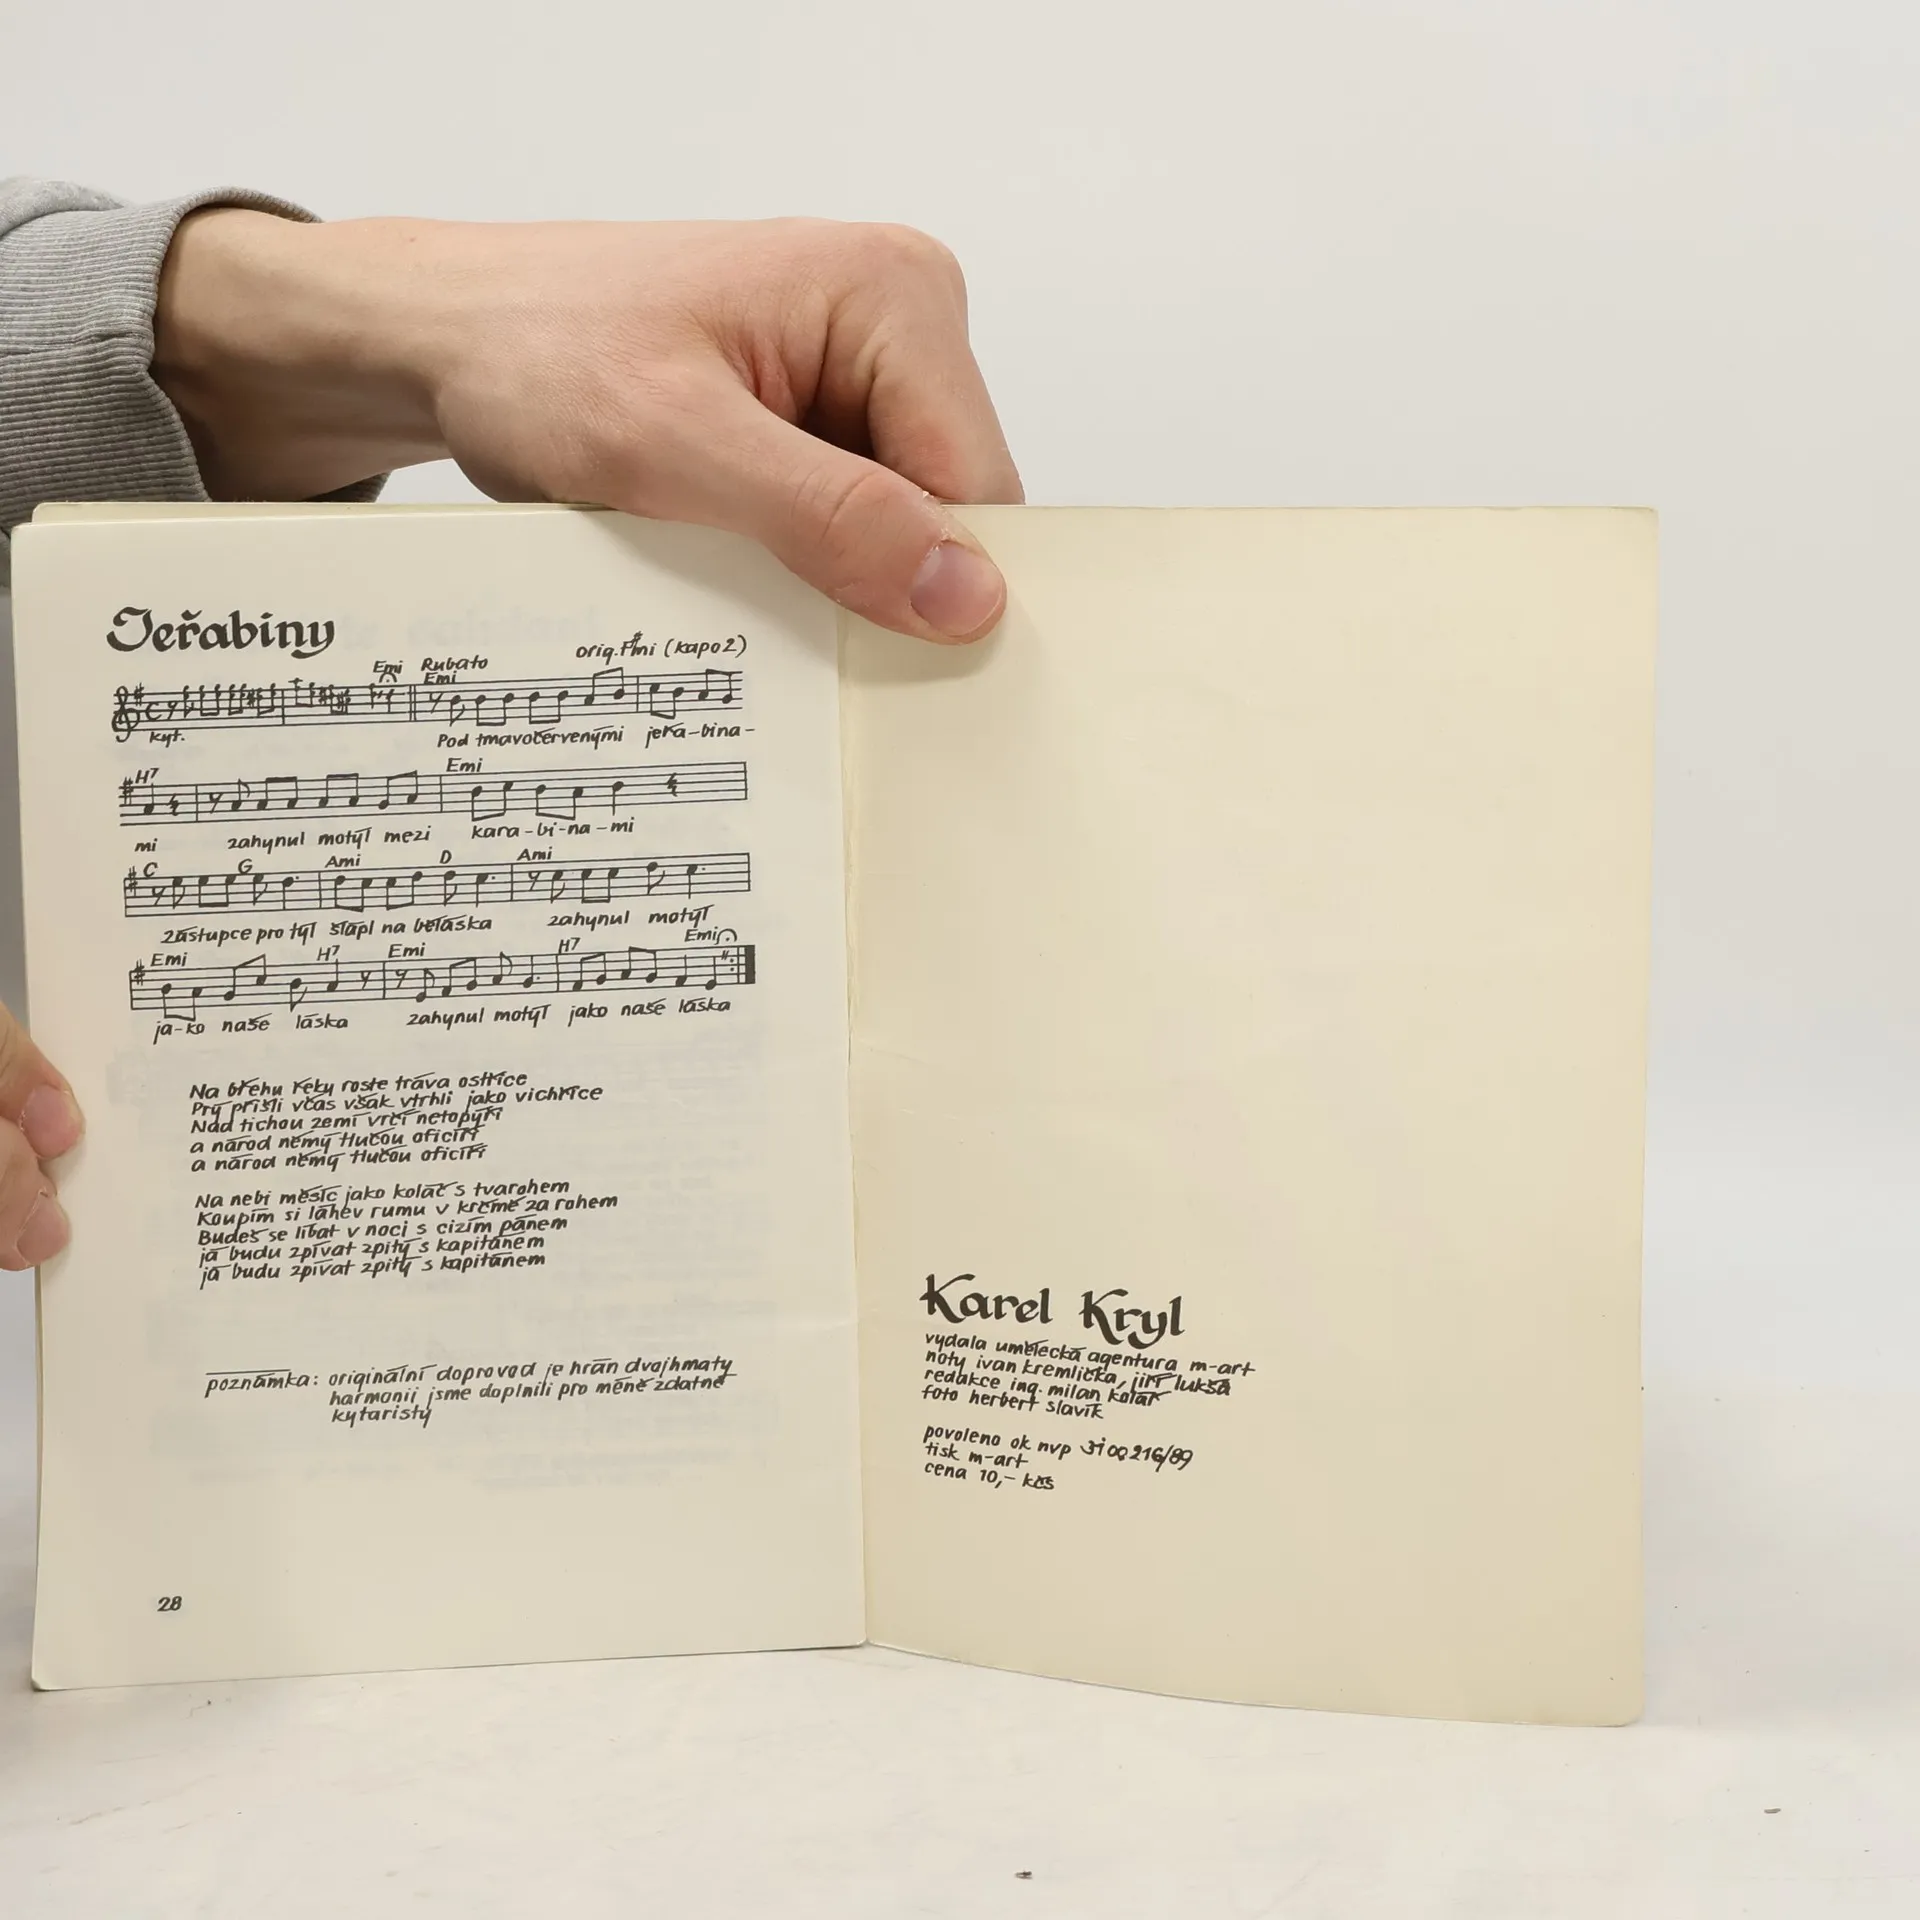 Jeřabiny
orig. F#mi (kapo 2)
Emi Rubato
Emi
kyt.
Pod tmavočervenými jeřa-bina-
H7 Emi
mi zahynul motýl mezi kara-bi-na-mi
C G Ami D Ami
zástupce pro týl šlápl na běláska zahynul motýl
Emi H7 Emi H7 Emi
ja-ko naše láska zahynul motýl jako naše láska
Na břehu řeky roste tráva ostřice
Prý přišli včas však vtrhli jako vichřice
Nad tichou zemí vrčí netopýři
a národ němý tlučou oficíři
a národ němý tlučou oficíři
Na nebi měsíc jako koláč s tvarohem
Koupím si láhev rumu v krčmě za rohem
Budeš se líbat v noci s cizím pánem
já budu zpívat zpitý s kapitánem
já budu zpívat zpitý s kapitánem
poznámka: originální doprovod je hrán dvojhmaty
harmonii jsme doplnili pro méně zdatné
kytaristy
28
Karel Kryl
vydala umělecká agentura m-art
noty ivan kremlička, jiří lukša
redakce ing. milan kolář
foto herbert slavík
povoleno ok nvp 216/89
tisk m-art
cena 10,- kčs